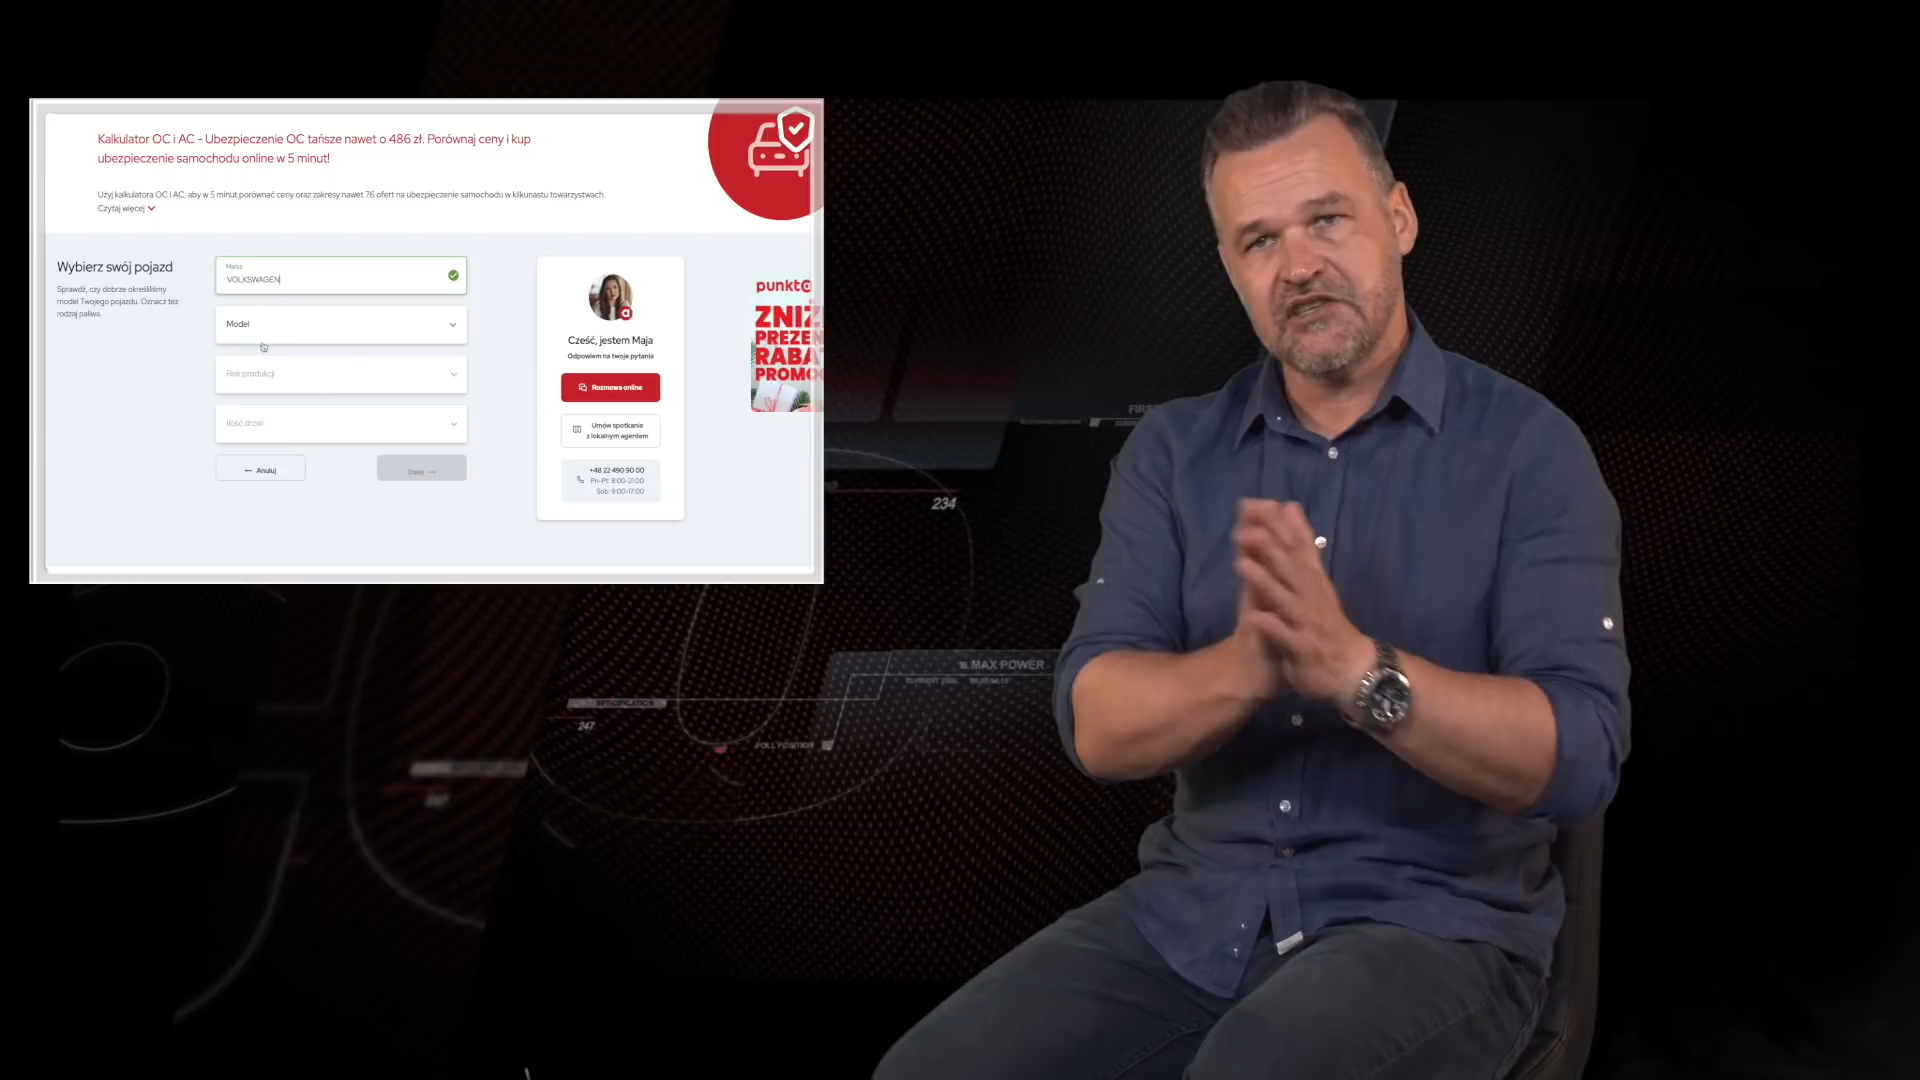 Kalkulator OC i AC - Ubezpieczenie OC tańsze nawet o 486 zł. Porównaj ceny i kup
ubezpieczenie samochodu online w 5 minut!
Użyj kalkulatora OC i AC, aby w 5 minut porównać ceny oraz zakresy nawet 76 ofert na ubezpieczenie samochodu w kilkunastu towarzystwach.
Czytaj więcej
Wybierz swój pojazd
Sprawdź, czy dobrze określiliśmy
model Twojego pojazdu. Oznacz też
rodzaj paliwa.
Marka
VOLKSWAGEN
Model
Rok produkcji
Ilość drzwi
← Anuluj
Dalej →
Cześć, jestem Maja
Odpowiem na twoje pytania
Rozmowa online
Umów spotkanie
z lokalnym agentem
+48 22 490 90 00
Pn-Pt: 8:00-21:00
Sob: 9:00-17:00
punkta
ZNIŻ
PREZEN
RABA
PROMO
FIRS
234
MAX POWER
SPECIFICATION
247
POLL POSITION